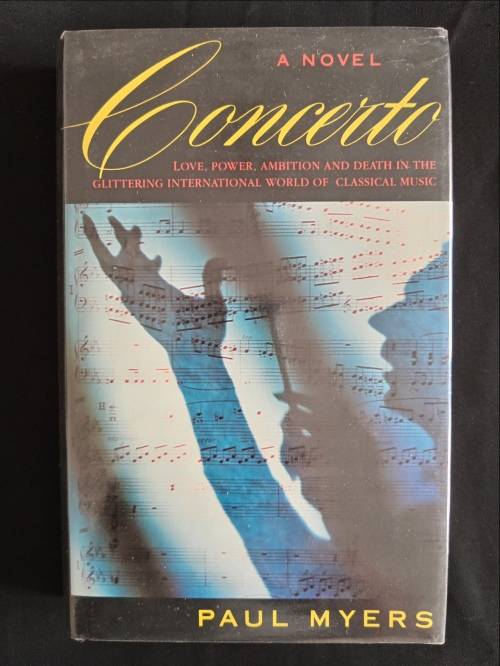 A NOVEL
Concerto
LOVE, POWER, AMBITION AND DEATH IN THE
GLITTERING INTERNATIONAL WORLD OF CLASSICAL MUSIC
PAUL MYERS